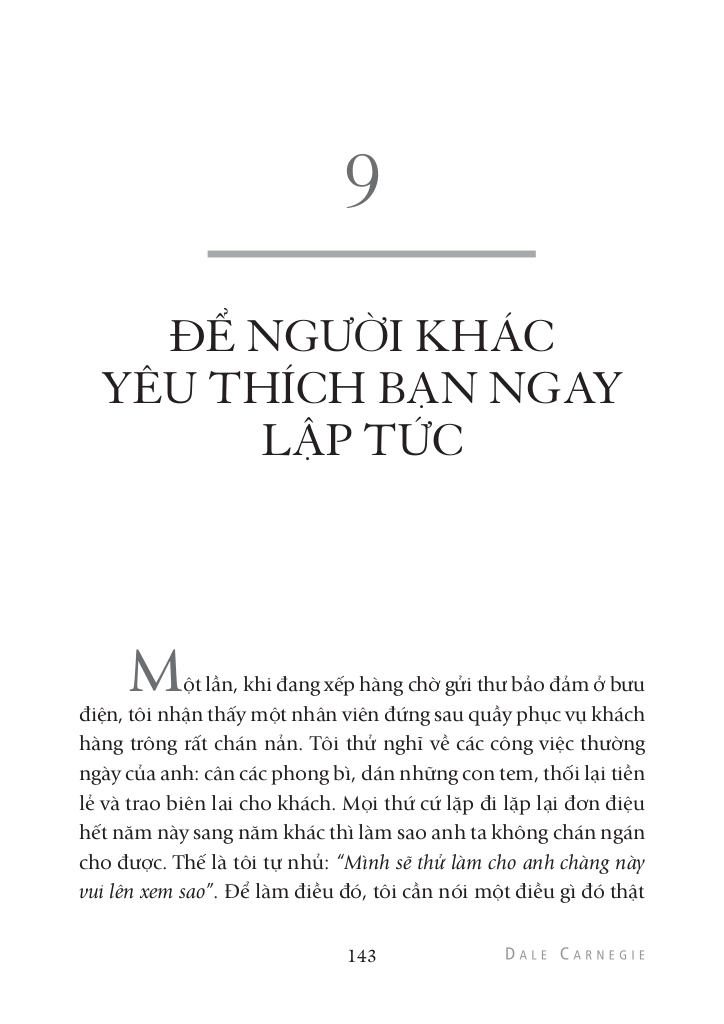 9
ĐỂ NGƯỜI KHÁC
YÊU THÍCH BẠN NGAY
LẬP TỨC
Một lần, khi đang xếp hàng chờ gửi thư bảo đảm ở bưu
điện, tôi nhận thấy một nhân viên đứng sau quầy phục vụ khách
hàng trông rất chán nản. Tôi thử nghĩ về các công việc thường
ngày của anh: cân các phong bì, dán những con tem, thối lại tiền
lẻ và trao biên lai cho khách. Mọi thứ cứ lặp đi lặp lại đơn điệu
hết năm này sang năm khác thì làm sao anh ta không chán ngán
cho được. Thế là tôi tự nhủ: “Mình sẽ thử làm cho anh chàng này
vui lên xem sao”. Để làm điều đó, tôi cần nói một điều gì đó thật
143 DALE CARNEGIE